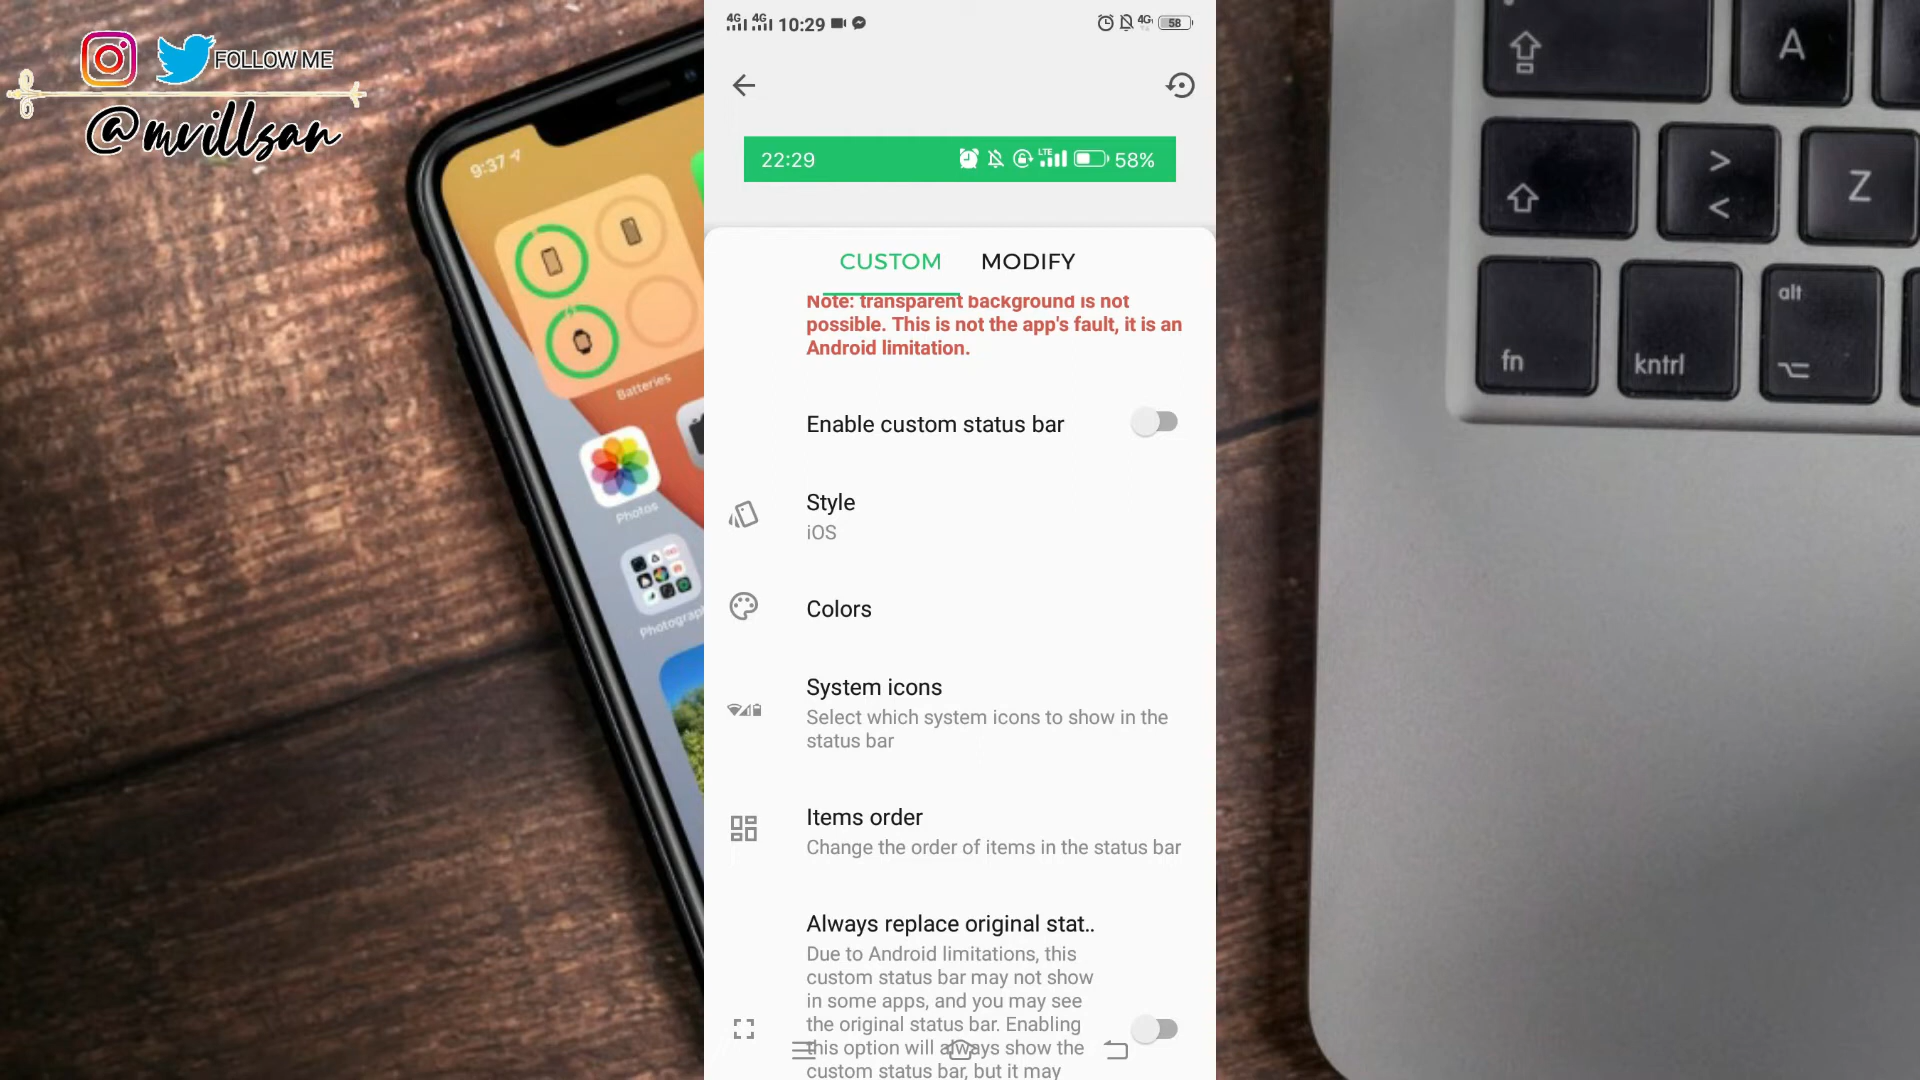 FOLLOW ME
@mvillsan
9:37
Batteries
Photos
4G 4G 10:29
4G 58
22:29
LTE 58%
CUSTOM MODIFY
Note: transparent background is not
possible. This is not the app's fault, it is an
Android limitation.
Enable custom status bar
Style
iOS
Colors
System icons
Select which system icons to show in the
status bar
Items order
Change the order of items in the status bar
Always replace original stat..
Due to Android limitations, this
custom status bar may not show
in some apps, and you may see
the original status bar. Enabling
this option will always show the
custom status bar, but it may
A
>
<
Z
fn
kntrl
alt